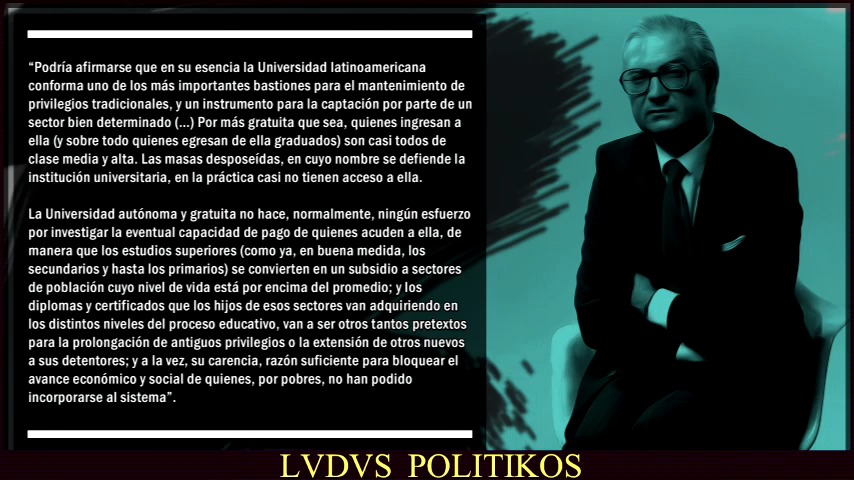 “Podría afirmarse que en su esencia la Universidad latinoamericana
conforma uno de los más importantes bastiones para el mantenimiento de
privilegios tradicionales, y un instrumento para la captación por parte de un
sector bien determinado (...) Por más gratuita que sea, quienes ingresan a
ella (y sobre todo quienes egresan de ella graduados) son casi todos de
clase media y alta. Las masas desposeídas, en cuyo nombre se defiende la
institución universitaria, en la práctica casi no tienen acceso a ella.
La Universidad autónoma y gratuita no hace, normalmente, ningún esfuerzo
por investigar la eventual capacidad de pago de quienes acuden a ella, de
manera que los estudios superiores (como ya, en buena medida, los
secundarios y hasta los primarios) se convierten en un subsidio a sectores
de población cuyo nivel de vida está por encima del promedio; y los
diplomas y certificados que los hijos de esos sectores van adquiriendo en
los distintos niveles del proceso educativo, van a ser otros tantos pretextos
para la prolongación de antiguos privilegios o la extensión de otros nuevos
a sus detentores; y a la vez, su carencia, razón suficiente para bloquear el
avance económico y social de quienes, por pobres, no han podido
incorporarse al sistema”.
LVDVS POLITIKOS